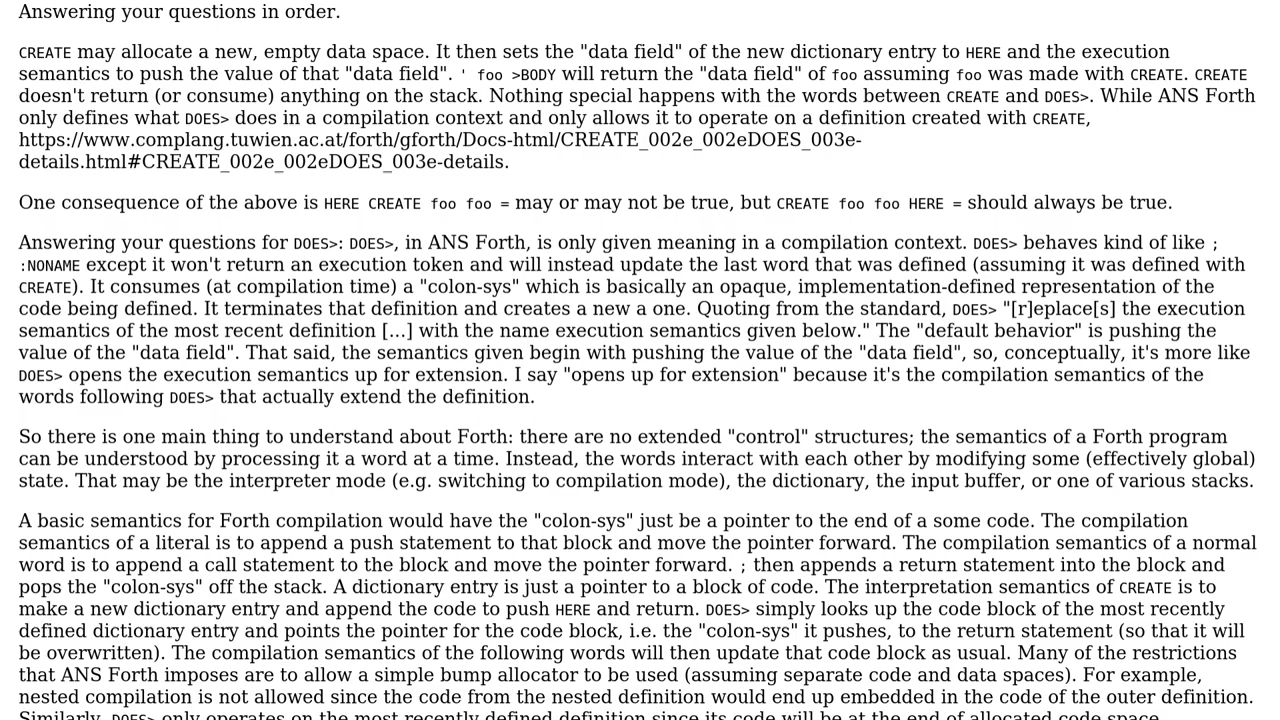 Answering your questions in order.
CREATE may allocate a new, empty data space. It then sets the "data field" of the new dictionary entry to HERE and the execution
semantics to push the value of that "data field". ' foo >BODY will return the "data field" of foo assuming foo was made with CREATE. CREATE
doesn't return (or consume) anything on the stack. Nothing special happens with the words between CREATE and DOES>. While ANS Forth
only defines what DOES> does in a compilation context and only allows it to operate on a definition created with CREATE,
https://www.complang.tuwien.ac.at/forth/gforth/Docs-html/CREATE_002e_002eDOES_003e-
details.html#CREATE_002e_002eDOES_003e-details.
One consequence of the above is HERE CREATE foo foo = may or may not be true, but CREATE foo foo HERE = should always be true.
Answering your questions for DOES>: DOES>, in ANS Forth, is only given meaning in a compilation context. DOES> behaves kind of like ;
:NONAME except it won't return an execution token and will instead update the last word that was defined (assuming it was defined with
CREATE). It consumes (at compilation time) a "colon-sys" which is basically an opaque, implementation-defined representation of the
code being defined. It terminates that definition and creates a new a one. Quoting from the standard, DOES> "[r]eplace[s] the execution
semantics of the most recent definition [...] with the name execution semantics given below." The "default behavior" is pushing the
value of the "data field". That said, the semantics given begin with pushing the value of the "data field", so, conceptually, it's more like
DOES> opens the execution semantics up for extension. I say "opens up for extension" because it's the compilation semantics of the
words following DOES> that actually extend the definition.
So there is one main thing to understand about Forth: there are no extended "control" structures; the semantics of a Forth program
can be understood by processing it a word at a time. Instead, the words interact with each other by modifying some (effectively global)
state. That may be the interpreter mode (e.g. switching to compilation mode), the dictionary, the input buffer, or one of various stacks.
A basic semantics for Forth compilation would have the "colon-sys" just be a pointer to the end of a some code. The compilation
semantics of a literal is to append a push statement to that block and move the pointer forward. The compilation semantics of a normal
word is to append a call statement to the block and move the pointer forward. ; then appends a return statement into the block and
pops the "colon-sys" off the stack. A dictionary entry is just a pointer to a block of code. The interpretation semantics of CREATE is to
make a new dictionary entry and append the code to push HERE and return. DOES> simply looks up the code block of the most recently
defined dictionary entry and points the pointer for the code block, i.e. the "colon-sys" it pushes, to the return statement (so that it will
be overwritten). The compilation semantics of the following words will then update that code block as usual. Many of the restrictions
that ANS Forth imposes are to allow a simple bump allocator to be used (assuming separate code and data spaces). For example,
nested compilation is not allowed since the code from the nested definition would end up embedded in the code of the outer definition.
Similarly, DOES> only operates on the most recently defined definition since its code will be at the end of allocated code space.